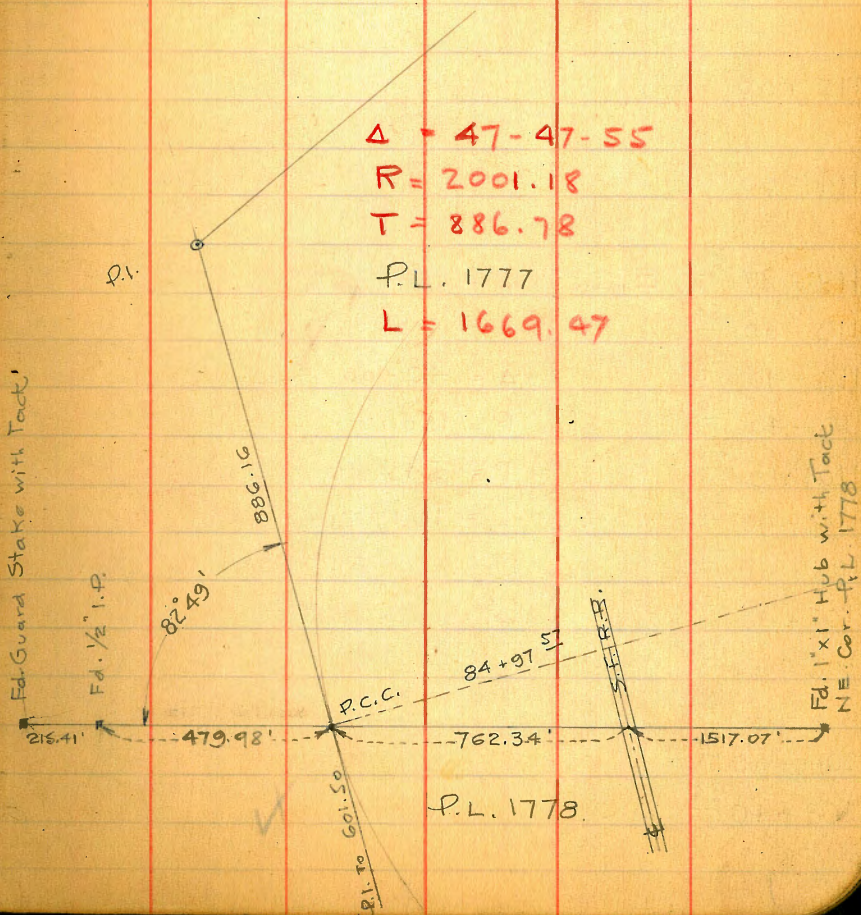 Δ = 47-47-55
R = 2001.18
T = 886.78
P.I.
P.L. 1777
L = 1669.47
Fd. Guard Stake with Tack
Fd. 1/2" I.P.
886.16
82°49'
Fd. 1"x1" Hub with Tack
NE. Cor. P.L. 1778
S.F.I.R.R.
84+97 57
P.C.C.
215.41'
479.98'
762.34'
1517.07'
P.I. TO 601.50
P.L. 1778